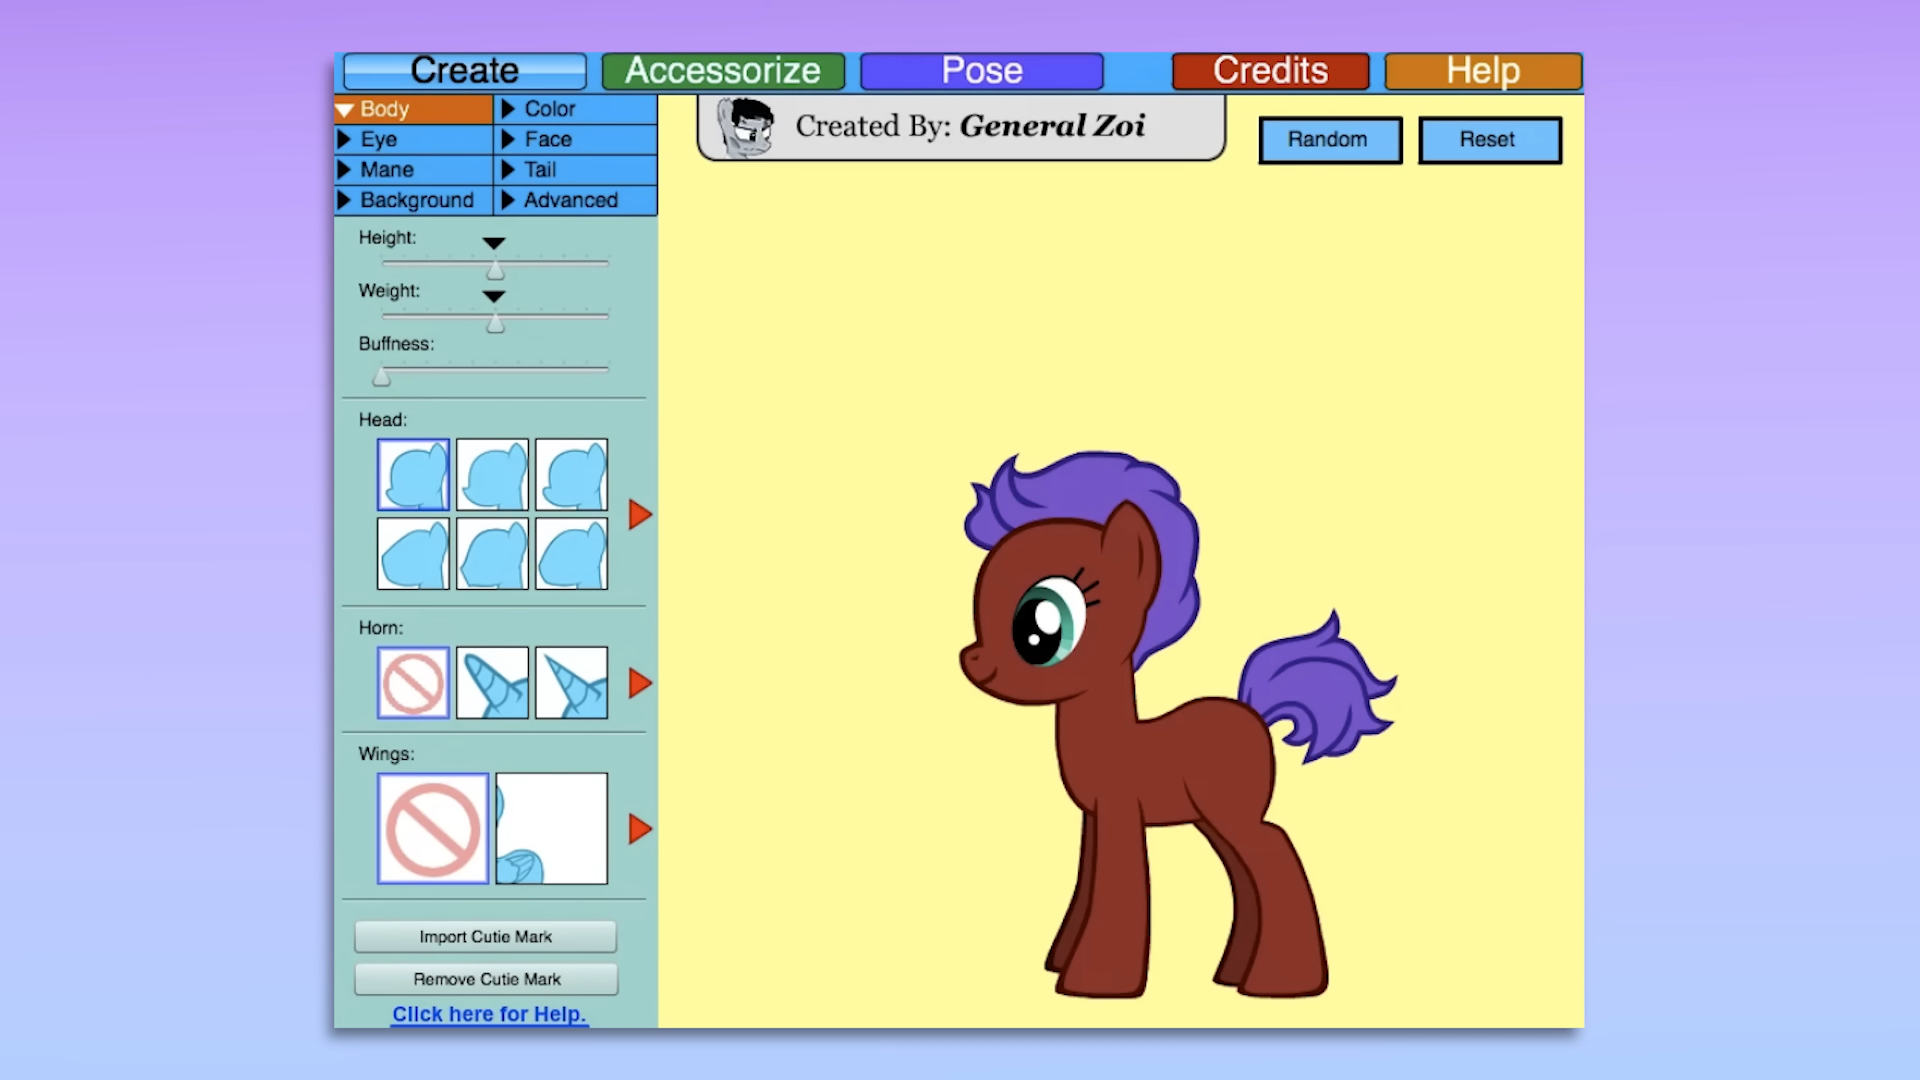 Create
Accessorize
Pose
Credits
Help
Body
Color
Eye
Face
Mane
Tail
Background
Advanced
Created By: General Zoi
Random
Reset
Height:
Weight:
Buffness:
Head:
Horn:
Wings:
Import Cutie Mark
Remove Cutie Mark
Click here for Help.